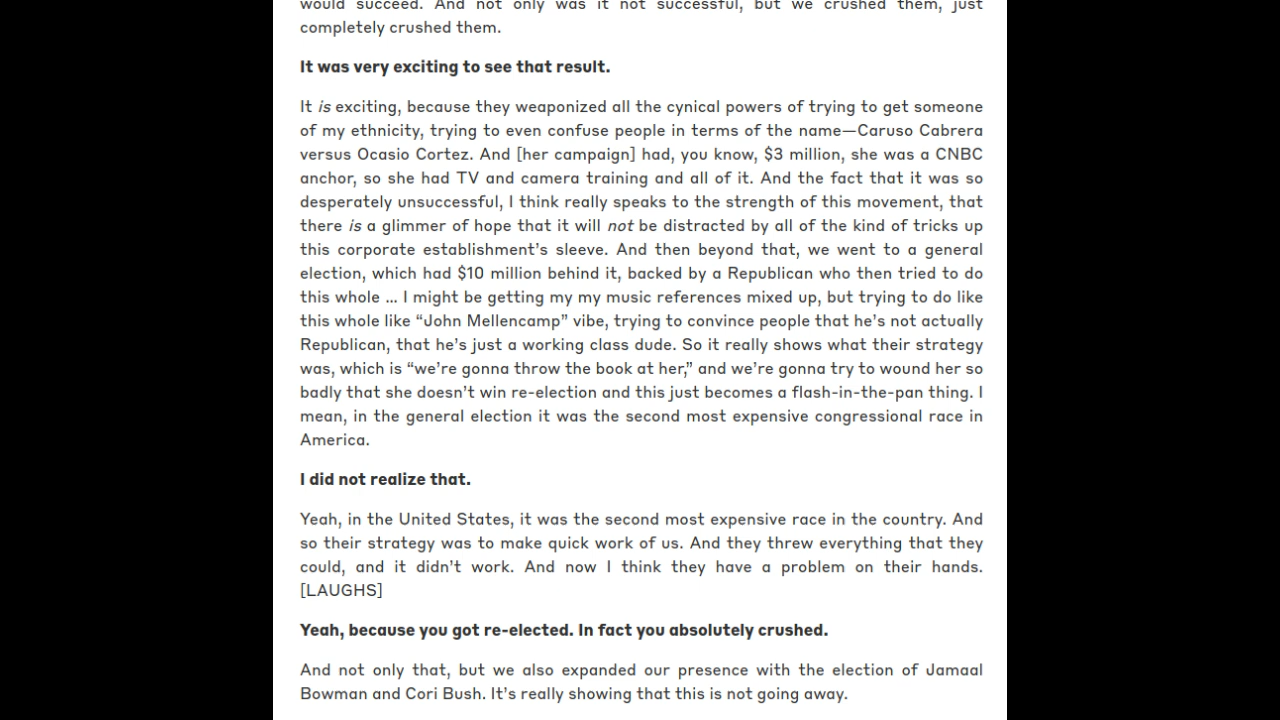 would succeed. And not only was it not successful, but we crushed them, just
completely crushed them.
It was very exciting to see that result.
It is exciting, because they weaponized all the cynical powers of trying to get someone
of my ethnicity, trying to even confuse people in terms of the name—Caruso Cabrera
versus Ocasio Cortez. And [her campaign] had, you know, $3 million, she was a CNBC
anchor, so she had TV and camera training and all of it. And the fact that it was so
desperately unsuccessful, I think really speaks to the strength of this movement, that
there is a glimmer of hope that it will not be distracted by all of the kind of tricks up
this corporate establishment’s sleeve. And then beyond that, we went to a general
election, which had $10 million behind it, backed by a Republican who then tried to do
this whole … I might be getting my my music references mixed up, but trying to do like
this whole like “John Mellencamp” vibe, trying to convince people that he’s not actually
Republican, that he’s just a working class dude. So it really shows what their strategy
was, which is “we’re gonna throw the book at her,” and we’re gonna try to wound her so
badly that she doesn’t win re-election and this just becomes a flash-in-the-pan thing. I
mean, in the general election it was the second most expensive congressional race in
America.
I did not realize that.
Yeah, in the United States, it was the second most expensive race in the country. And
so their strategy was to make quick work of us. And they threw everything that they
could, and it didn’t work. And now I think they have a problem on their hands.
[LAUGHS]
Yeah, because you got re-elected. In fact you absolutely crushed.
And not only that, but we also expanded our presence with the election of Jamaal
Bowman and Cori Bush. It’s really showing that this is not going away.